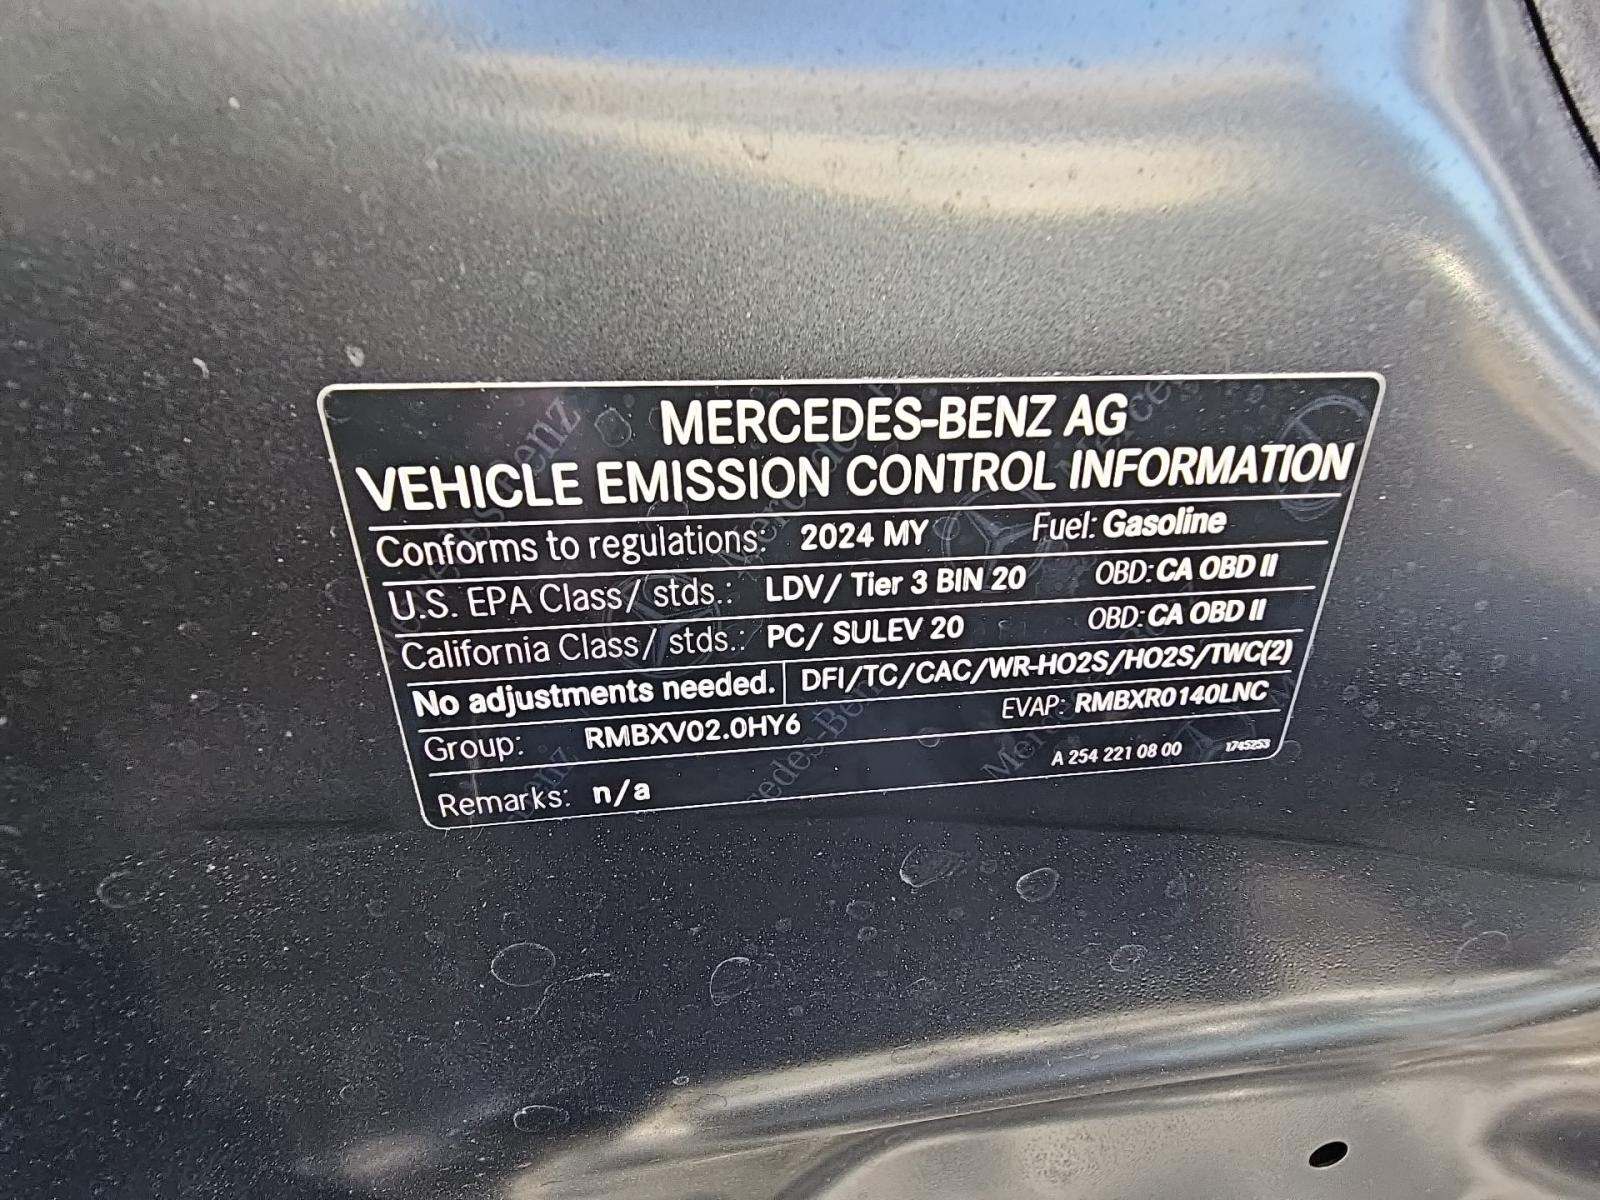 MERCEDES-BENZ AG
VEHICLE EMISSION CONTROL INFORMATION
Conforms to regulations: 2024 MY Fuel: Gasoline
U.S. EPA Class/ stds.: LDV/ Tier 3 BIN 20 OBD: CA OBD II
California Class/ stds.: PC/ SULEV 20 OBD: CA OBD II
No adjustments needed. DFI/TC/CAC/WR-HO2S/HO2S/TWC(2)
Group: RMBXV02.0HY6 EVAP: RMBXR0140LNC
Remarks: n/a A 254 221 08 00 1745253